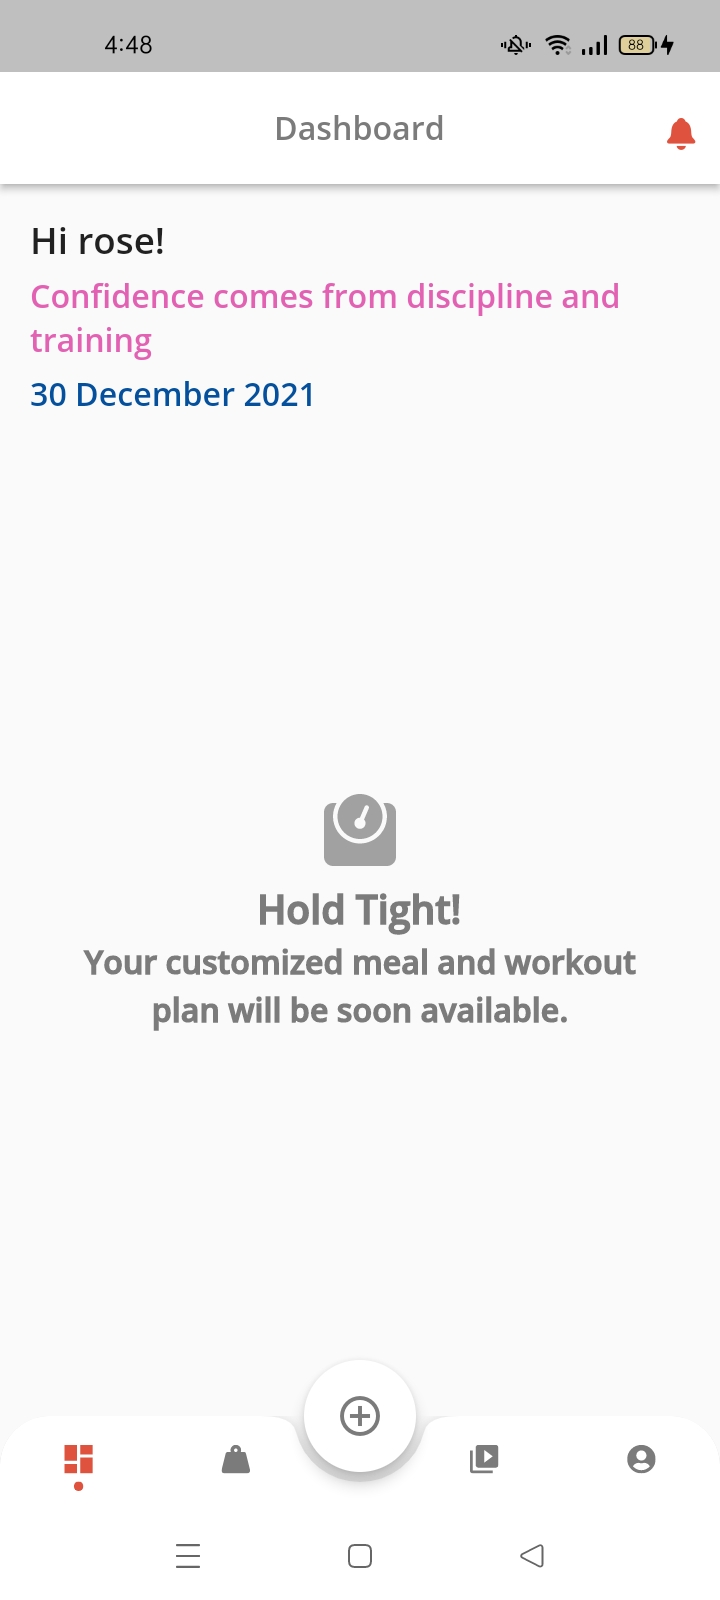 4:48
88
Dashboard
Hi rose!
Confidence comes from discipline and
training
30 December 2021
Hold Tight!
Your customized meal and workout
plan will be soon available.